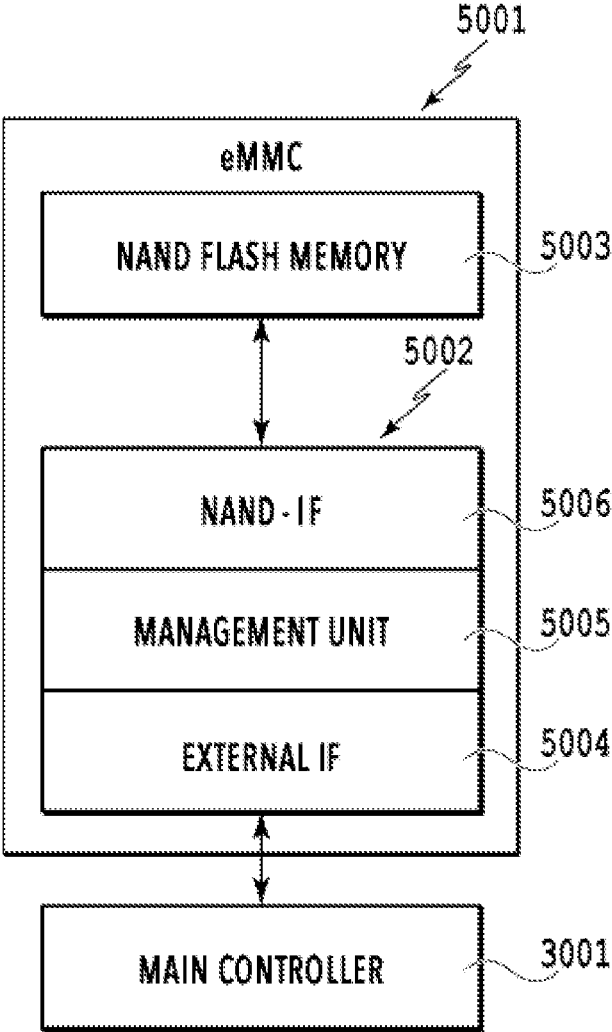 5001
eMMC
NAND FLASH MEMORY
5003
5002
NAND-IF
5006
MANAGEMENT UNIT
5005
EXTERNAL IF
5004
MAIN CONTROLLER
3001